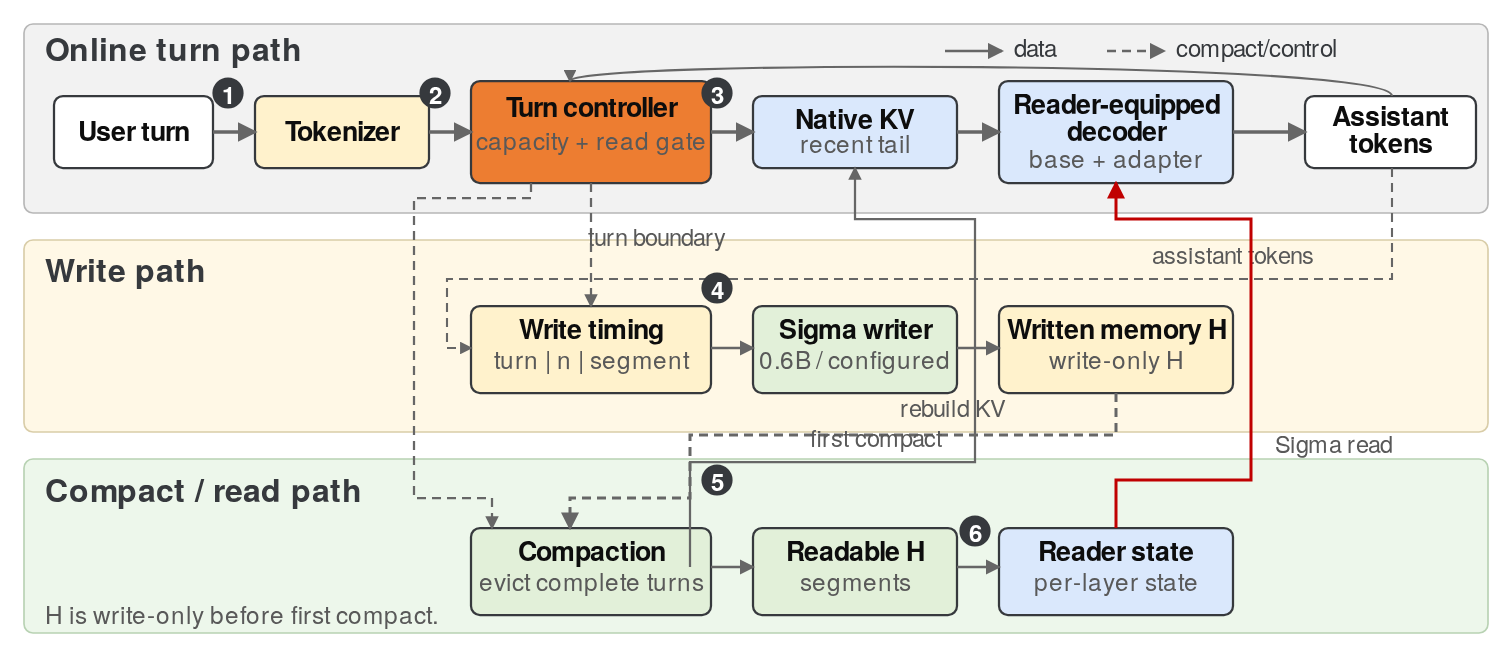 Online turn path
data
compact/control
1
2
3
User turn
Tokenizer
Turn controller
capacity + read gate
Native KV
recent tail
Reader-equipped
decoder
base + adapter
Assistant
tokens
turn boundary
Write path
assistant tokens
4
Write timing
turn | n | segment
Sigma writer
0.6B / configured
Written memory H
write-only H
rebuild KV
first compact
Sigma read
Compact / read path
5
6
Compaction
evict complete turns
Readable H
segments
Reader state
per-layer state
H is write-only before first compact.